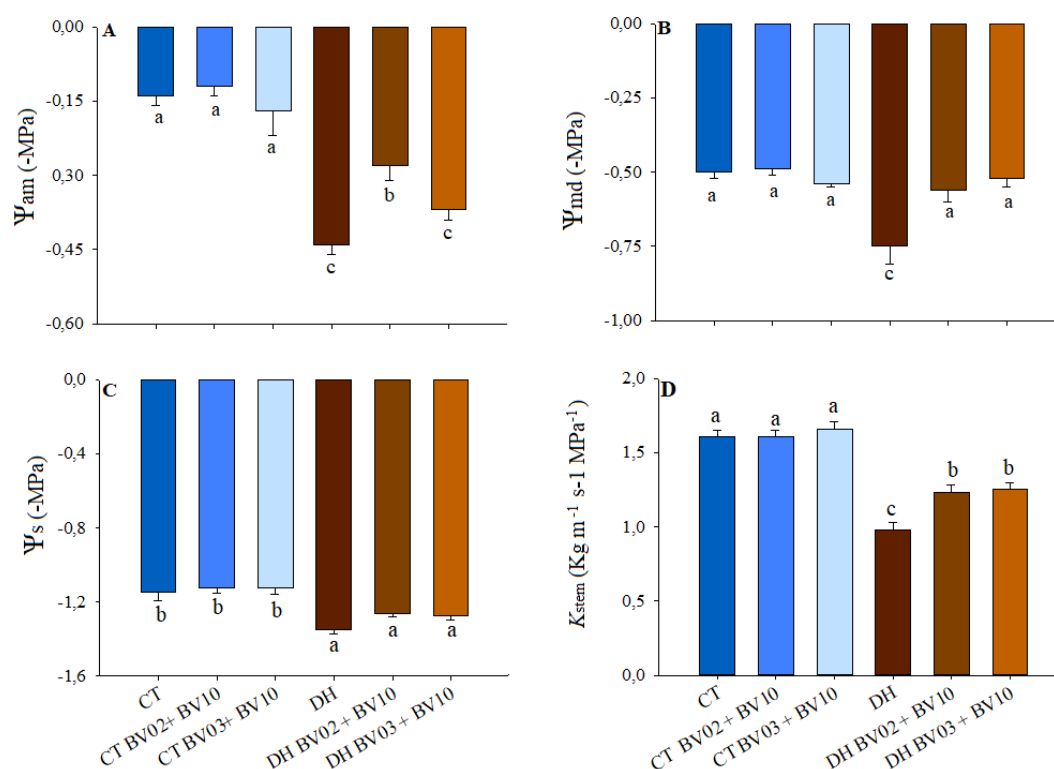 A
0,00
-0,15
-0,30
-0,45
-0,60
Ψam (-MPa)
a
a
a
c
b
c
B
0,00
-0,25
-0,50
-0,75
-1,00
Ψmd (-MPa)
a
a
a
c
a
a
C
0,0
-0,4
-0,8
-1,2
-1,6
Ψs (-MPa)
b
b
b
a
a
a
CT
CT BV02+ BV10
CT BV03+ BV10
DH
DH BV02 + BV10
DH BV03 + BV10
D
2,0
1,5
1,0
0,5
0,0
Kstem (Kg m⁻¹ s-1 MPa⁻¹)
a
a
a
c
b
b
CT
CT BV02 + BV10
CT BV03 + BV10
DH
DH BV02 + BV10
DH BV03 + BV10